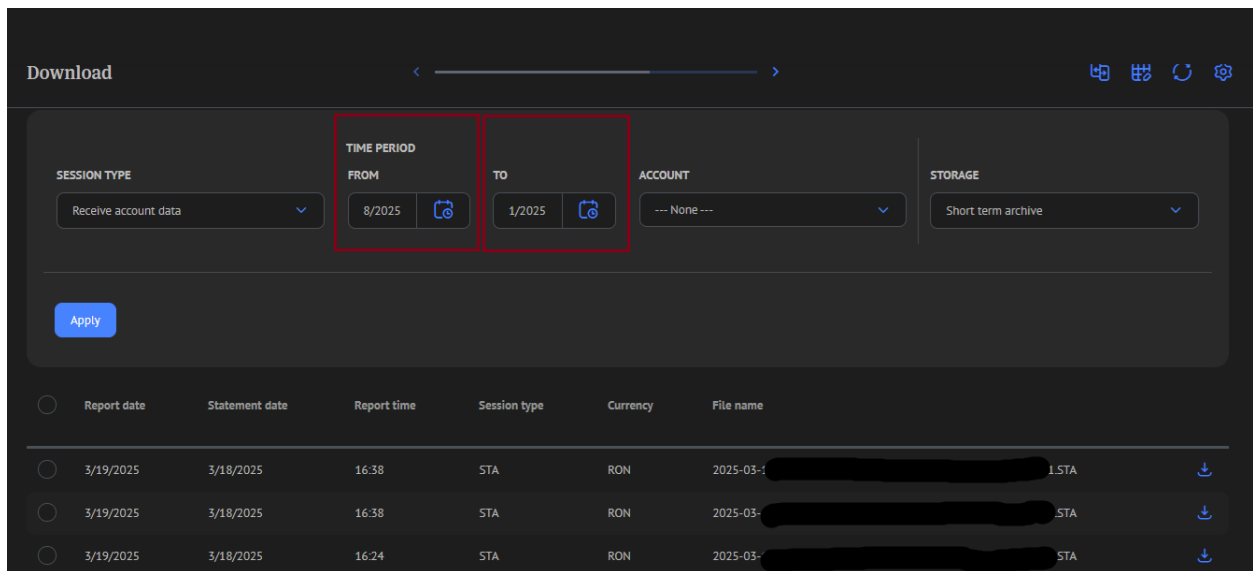 Download
TIME PERIOD
SESSION TYPE FROM TO ACCOUNT STORAGE
Receive account data 8/2025 1/2025 --- None --- Short term archive
Apply
Report date Statement date Report time Session type Currency File name
3/19/2025 3/18/2025 16:38 STA RON 2025-03-1 1.STA
3/19/2025 3/18/2025 16:38 STA RON 2025-03- .STA
3/19/2025 3/18/2025 16:24 STA RON 2025-03- .STA